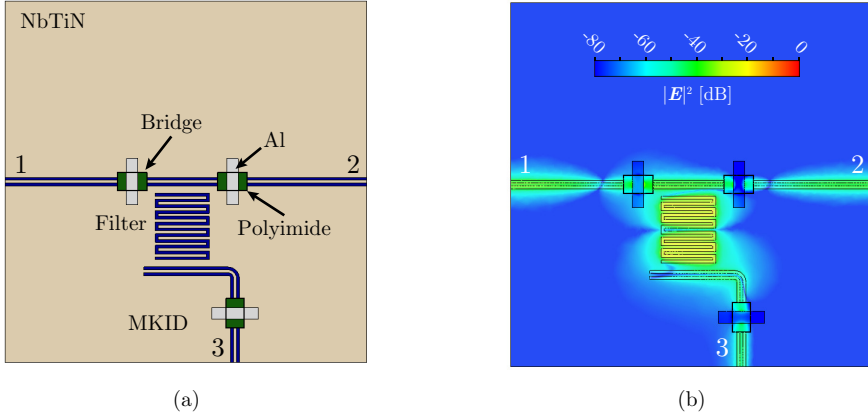 NbTiN
Bridge
Al
1
2
Filter
Polyimide
MKID
3
(a)
-80 -60 -40 -20 0
|E|² [dB]
1
2
3
(b)